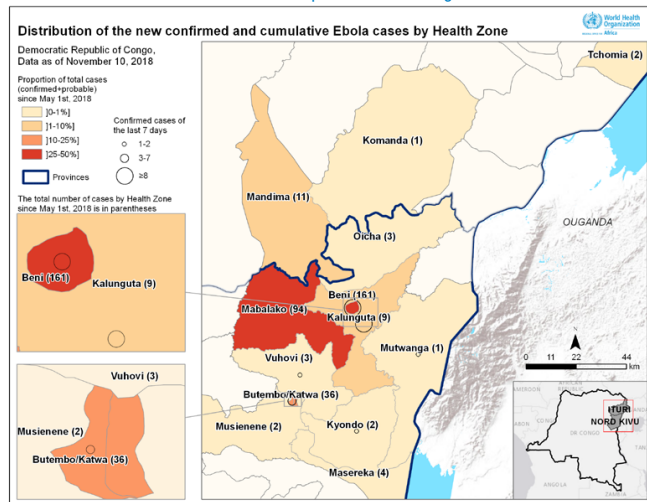 Distribution of the new confirmed and cumulative Ebola cases by Health Zone
World Health
Organization
Africa
Democratic Republic of Congo,
Data as of November 10, 2018
Proportion of total cases
(confirmed+probable)
since May 1st, 2018
]0-1%]
]1-10%]
]10-25%]
]25-50%]
Provinces
Confirmed cases of
the last 7 days
1-2
3-7
≥8
The total number of cases by Health Zone
since May 1st, 2018 is in parentheses
Beni (161)
Kalunguta (9)
Vuhovi (3)
Musienene (2)
Butembo/Katwa (36)
Tchomia (2)
Komanda (1)
Mandima (11)
Oicha (3)
OUGANDA
Beni (161)
Mabalako (94)
Kalunguta (9)
Mutwanga (1)
Vuhovi (3)
Butembo/Katwa (36)
Musienene (2)
Kyondo (2)
Masereka (4)
N
0 11 22 44
km
ITURI
NORD KIVU
DR CONGO
ANGOLA